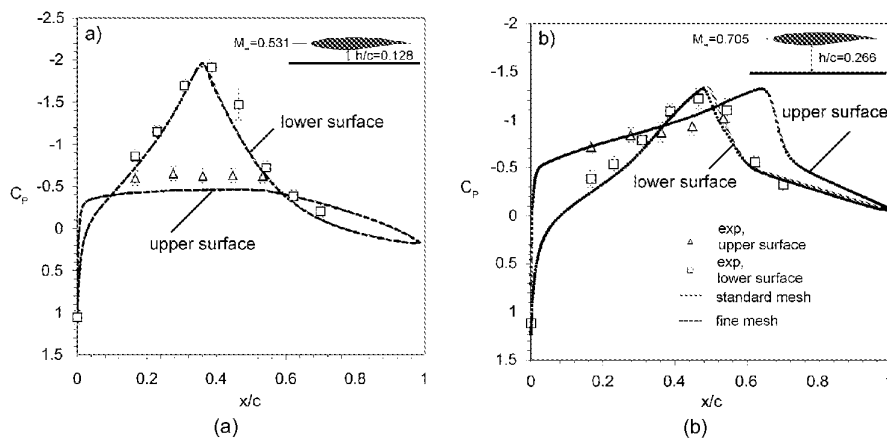 a)
M∞=0.531
h/c=0.128
-2.5
-2
-1.5
-1
-0.5
0
0.5
1
1.5
CP
lower surface
upper surface
0 0.2 0.4 0.6 0.8 1
x/c
(a)
b)
M∞=0.705
h/c=0.266
-2
-1.5
-1
-0.5
0
0.5
1
1.5
CP
upper surface
lower surface
exp,
upper surface
exp,
lower surface
standard mesh
fine mesh
0 0.2 0.4 0.6 0.8 1
x/c
(b)